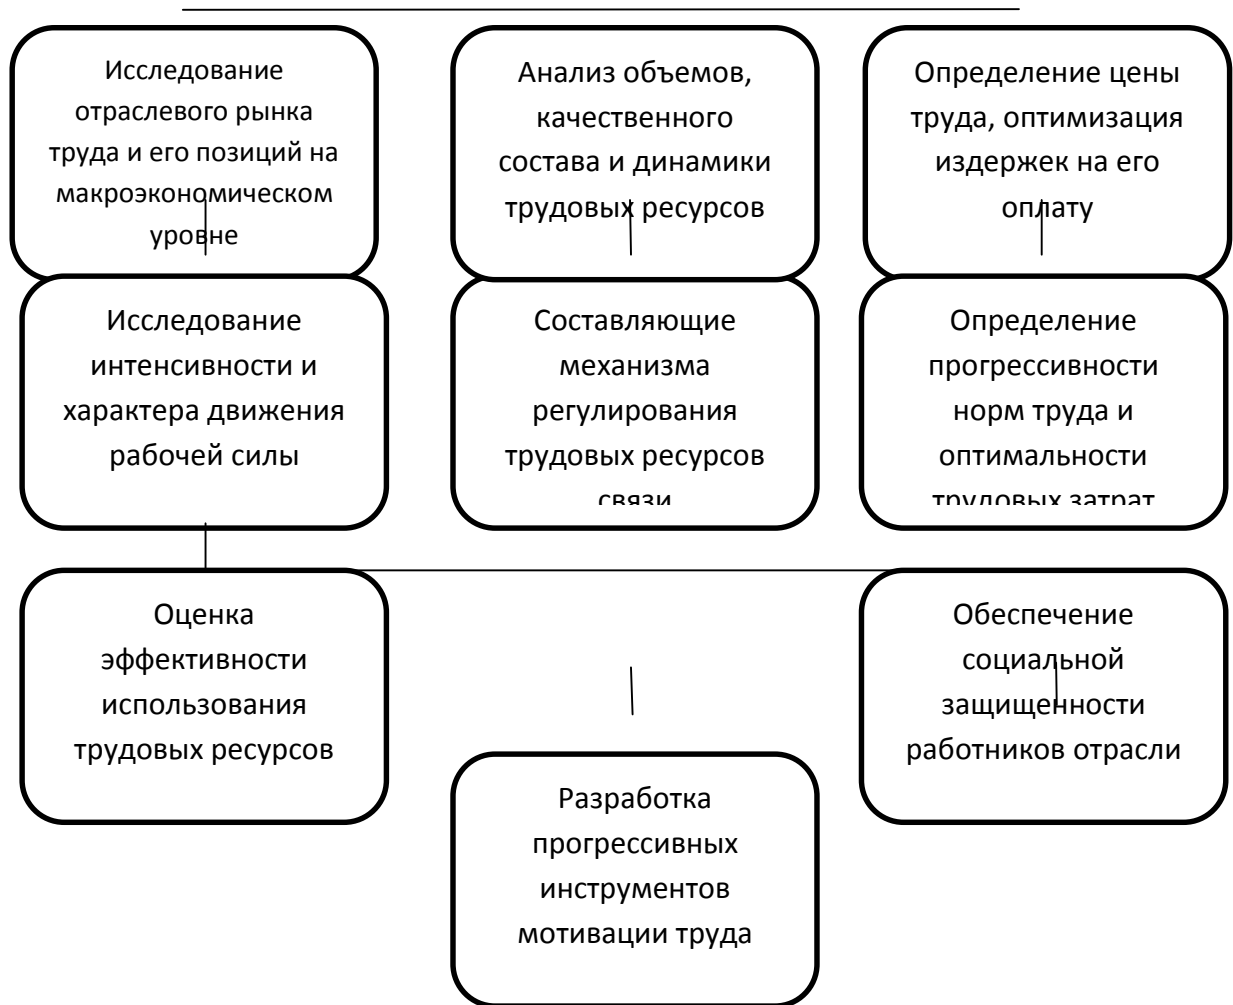 Исследование
отраслевого рынка
труда и его позиций на
макроэкономическом
уровне
Анализ объемов,
качественного
состава и динамики
трудовых ресурсов
Определение цены
труда, оптимизация
издержек на его
оплату
Исследование
интенсивности и
характера движения
рабочей силы
Составляющие
механизма
регулирования
трудовых ресурсов
связи
Определение
прогрессивности
норм труда и
оптимальности
трудовых затрат
Оценка
эффективности
использования
трудовых ресурсов
Обеспечение
социальной
защищенности
работников отрасли
Разработка
прогрессивных
инструментов
мотивации труда